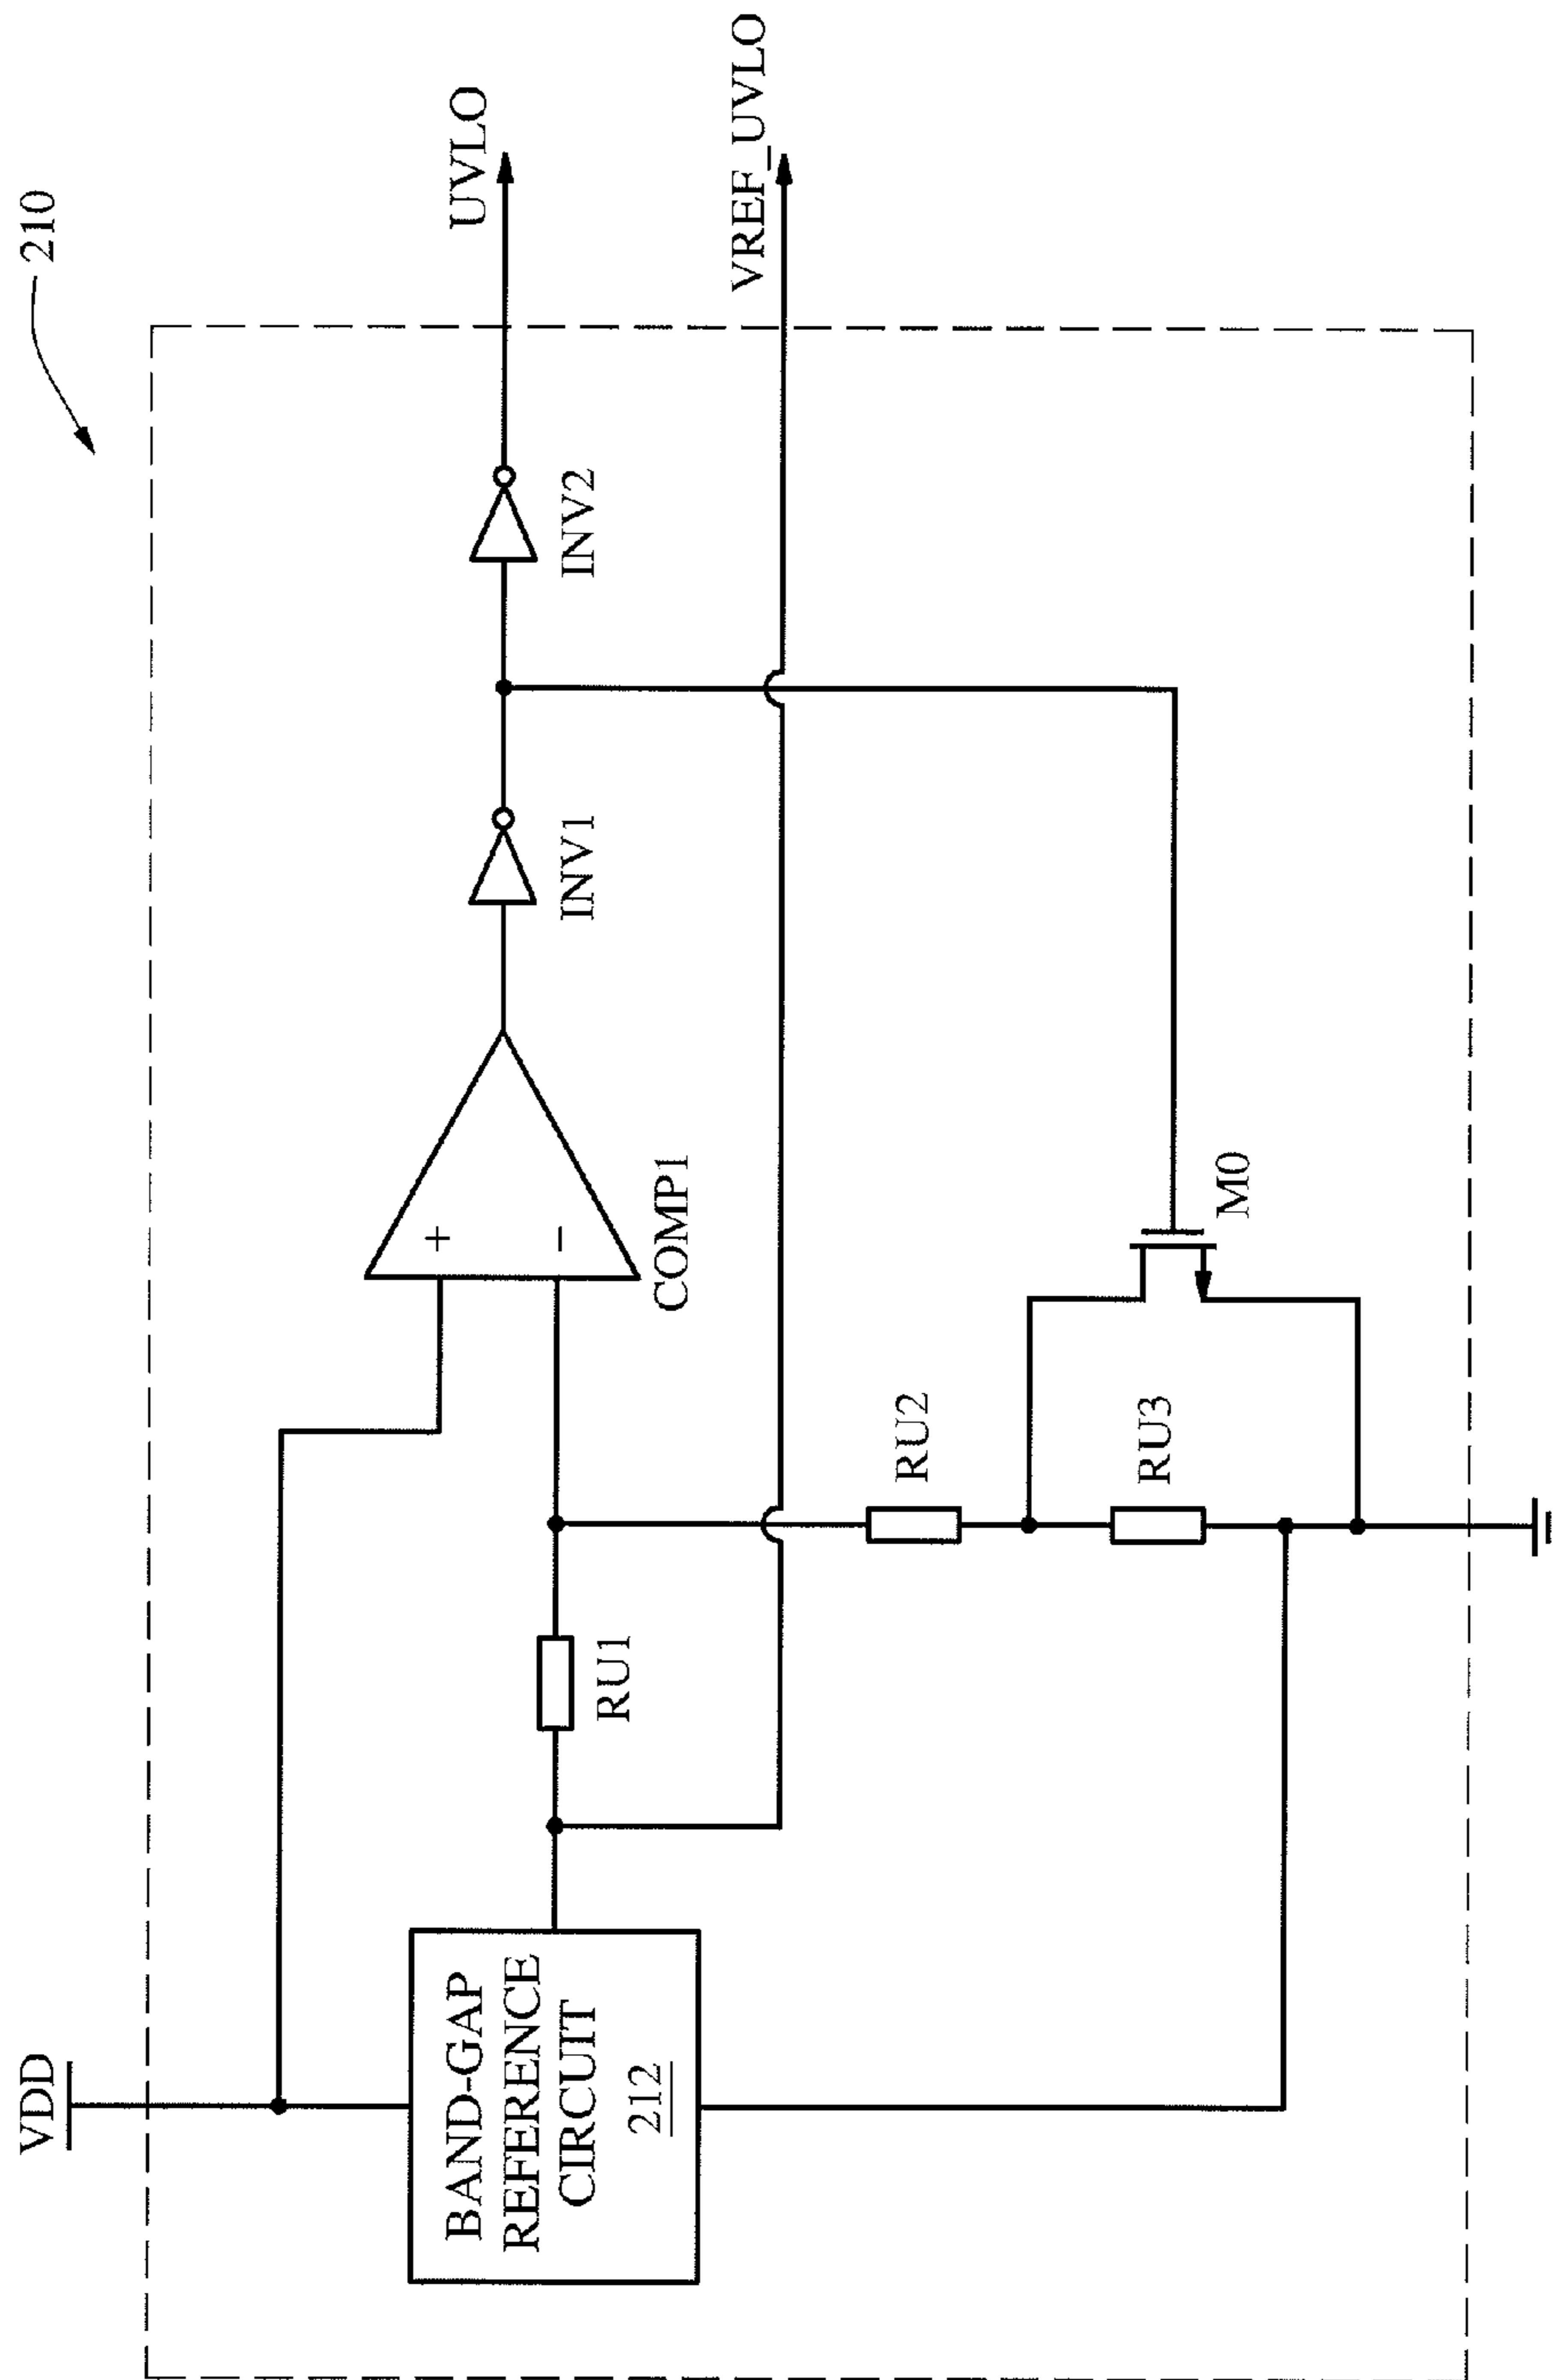 210
VDD
UVLO
VREF_UVLO
+
−
COMP1
INV1
INV2
BAND-GAP
REFERENCE
CIRCUIT
212
RU1
RU2
RU3
M0